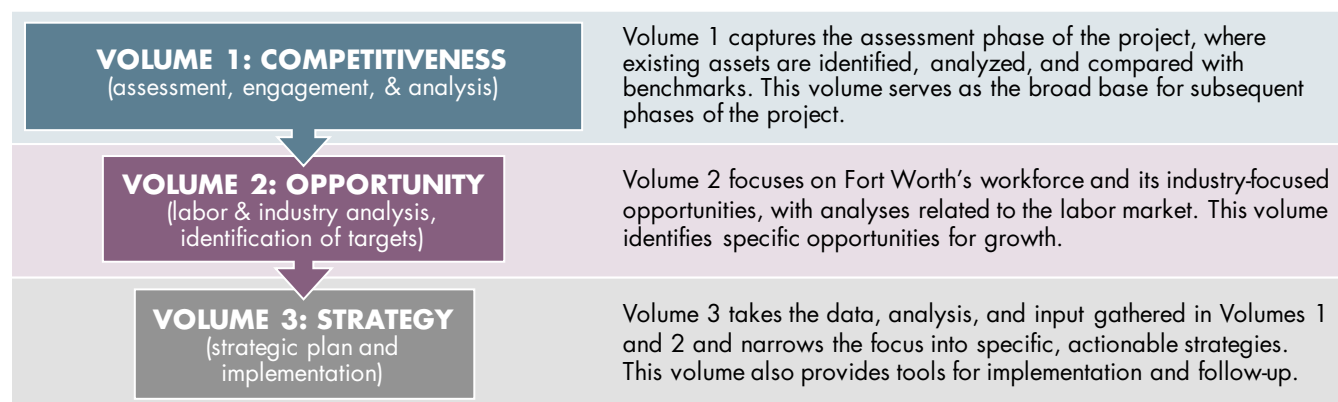 VOLUME 1: COMPETITIVENESS
(assessment, engagement, & analysis)
Volume 1 captures the assessment phase of the project, where
existing assets are identified, analyzed, and compared with
benchmarks. This volume serves as the broad base for subsequent
phases of the project.
VOLUME 2: OPPORTUNITY
(labor & industry analysis,
identification of targets)
Volume 2 focuses on Fort Worth’s workforce and its industry-focused
opportunities, with analyses related to the labor market. This volume
identifies specific opportunities for growth.
VOLUME 3: STRATEGY
(strategic plan and
implementation)
Volume 3 takes the data, analysis, and input gathered in Volumes 1
and 2 and narrows the focus into specific, actionable strategies.
This volume also provides tools for implementation and follow-up.